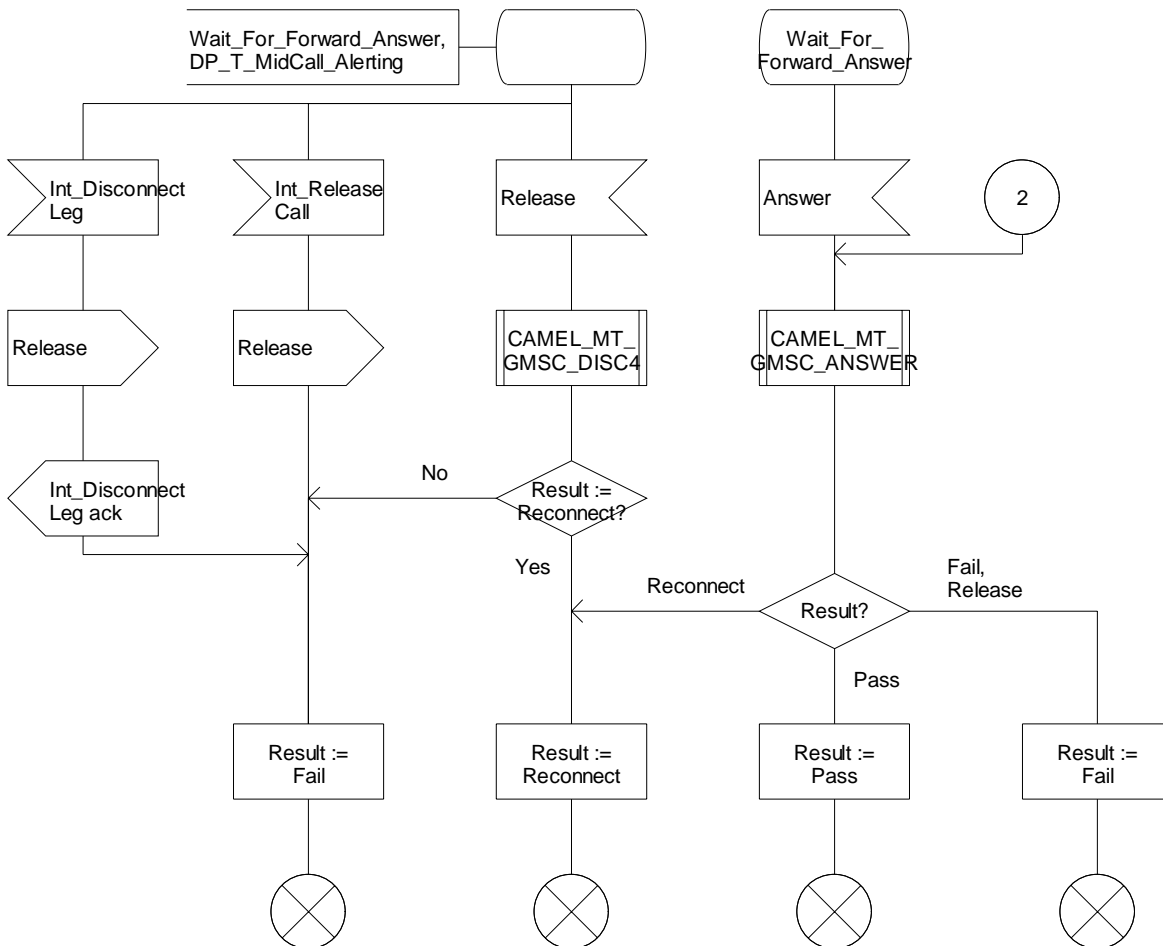 Wait_For_Forward_Answer,
DP_T_MidCall_Alerting
Wait_For_
Forward_Answer
Int_Disconnect
Leg
Int_Release
Call
Release
Answer
2
Release
Release
CAMEL_MT_
GMSC_DISC4
CAMEL_MT_
GMSC_ANSWER
Int_Disconnect
Leg ack
No
Result :=
Reconnect?
Yes
Reconnect
Result?
Fail,
Release
Pass
Result :=
Fail
Result :=
Reconnect
Result :=
Pass
Result :=
Fail